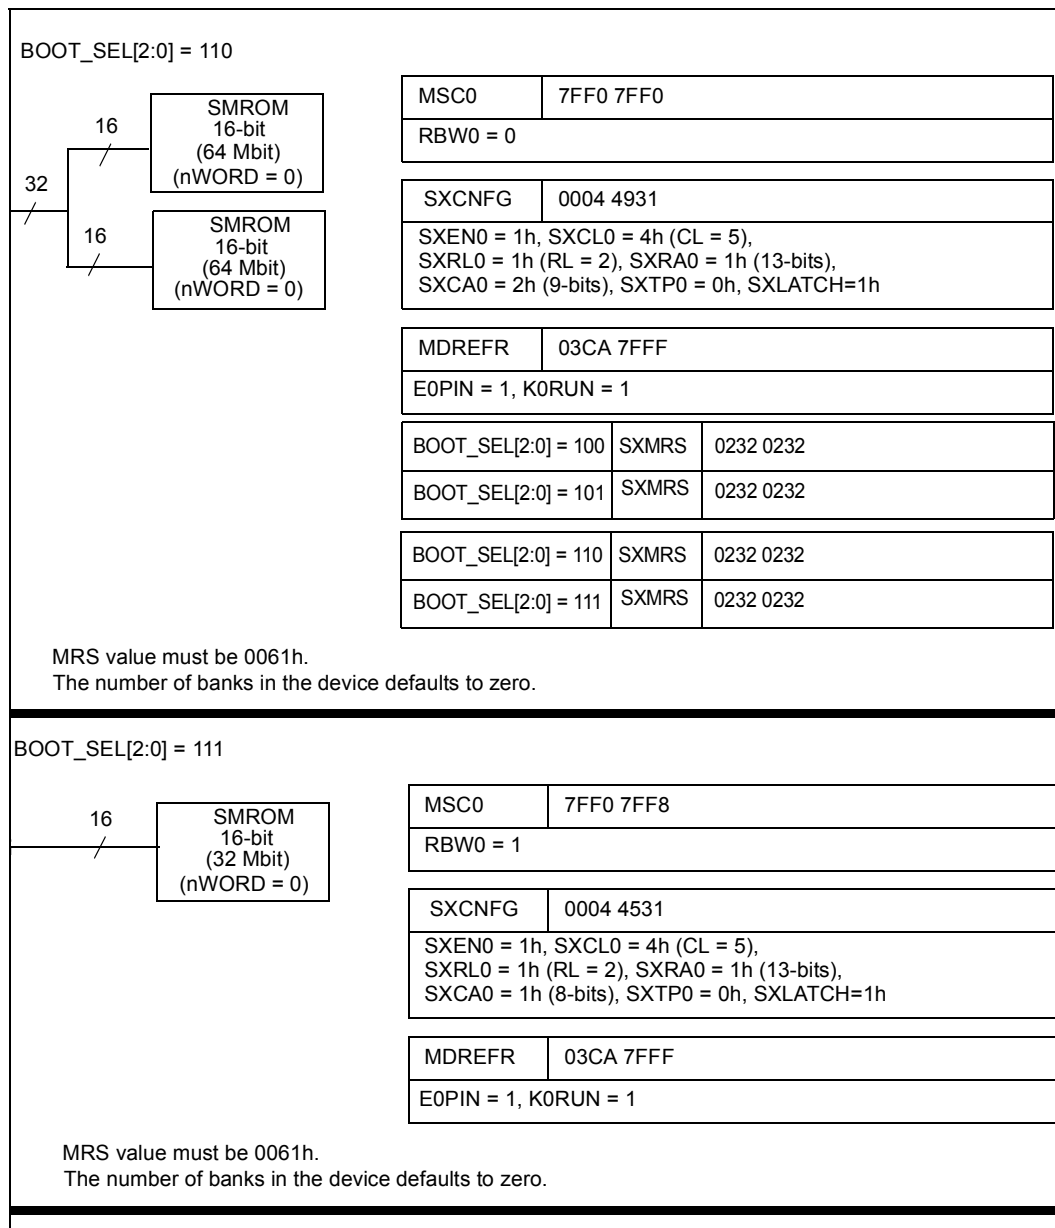 BOOT_SEL[2:0] = 110
32
16
SMROM
16-bit
(64 Mbit)
(nWORD = 0)
16
SMROM
16-bit
(64 Mbit)
(nWORD = 0)
MSC0 7FF0 7FF0
RBW0 = 0
SXCNFG 0004 4931
SXEN0 = 1h, SXCL0 = 4h (CL = 5),
SXRL0 = 1h (RL = 2), SXRA0 = 1h (13-bits),
SXCA0 = 2h (9-bits), SXTP0 = 0h, SXLATCH=1h
MDREFR 03CA 7FFF
E0PIN = 1, K0RUN = 1
BOOT_SEL[2:0] = 100 SXMRS 0232 0232
BOOT_SEL[2:0] = 101 SXMRS 0232 0232
BOOT_SEL[2:0] = 110 SXMRS 0232 0232
BOOT_SEL[2:0] = 111 SXMRS 0232 0232
MRS value must be 0061h.
The number of banks in the device defaults to zero.
BOOT_SEL[2:0] = 111
16
SMROM
16-bit
(32 Mbit)
(nWORD = 0)
MSC0 7FF0 7FF8
RBW0 = 1
SXCNFG 0004 4531
SXEN0 = 1h, SXCL0 = 4h (CL = 5),
SXRL0 = 1h (RL = 2), SXRA0 = 1h (13-bits),
SXCA0 = 1h (8-bits), SXTP0 = 0h, SXLATCH=1h
MDREFR 03CA 7FFF
E0PIN = 1, K0RUN = 1
MRS value must be 0061h.
The number of banks in the device defaults to zero.